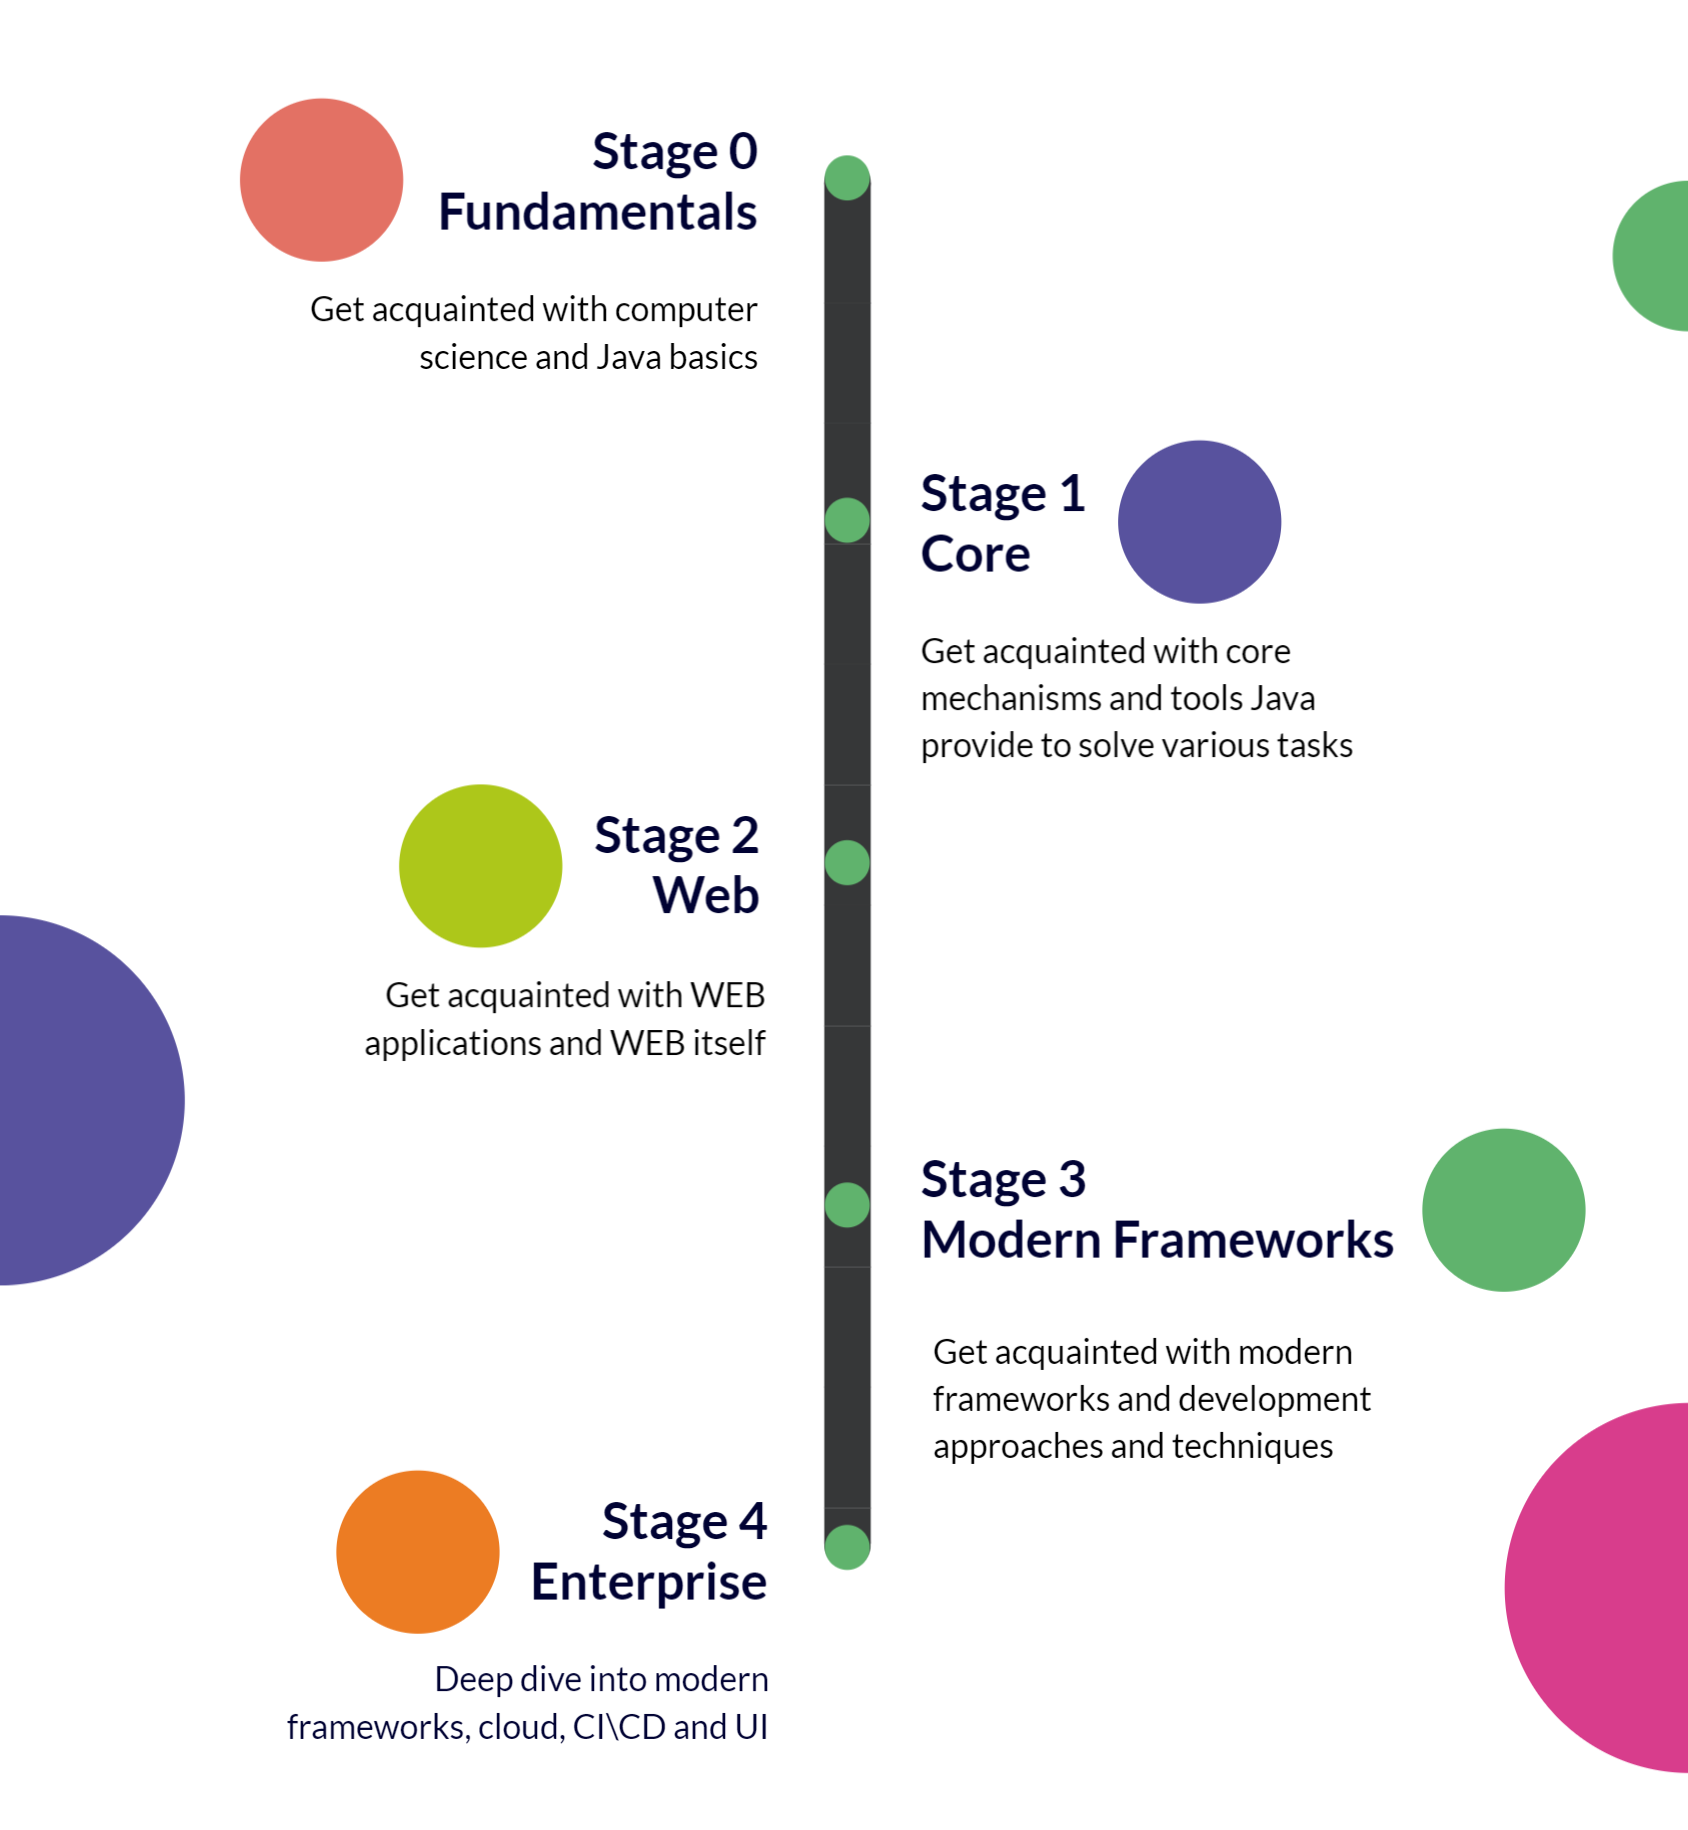 Stage 0
Fundamentals
Get acquainted with computer
science and Java basics
Stage 1
Core
Get acquainted with core
mechanisms and tools Java
provide to solve various tasks
Stage 2
Web
Get acquainted with WEB
applications and WEB itself
Stage 3
Modern Frameworks
Get acquainted with modern
frameworks and development
approaches and techniques
Stage 4
Enterprise
Deep dive into modern
frameworks, cloud, CI\CD and UI